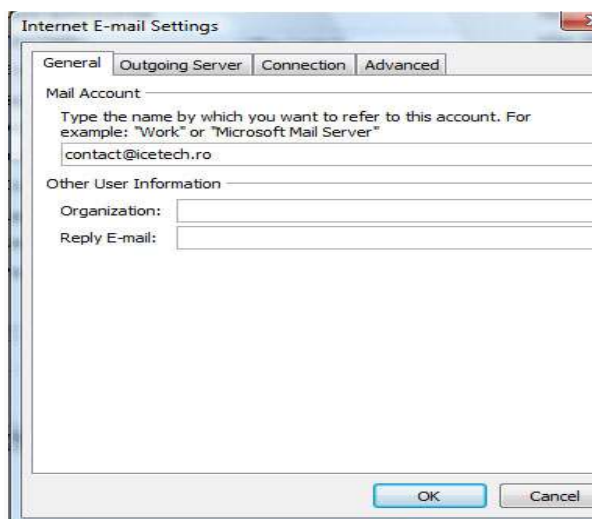 Internet E-mail Settings
General Outgoing Server Connection Advanced
Mail Account
Type the name by which you want to refer to this account. For
example: "Work" or "Microsoft Mail Server"
contact@icetech.ro
Other User Information
Organization:
Reply E-mail:
OK Cancel